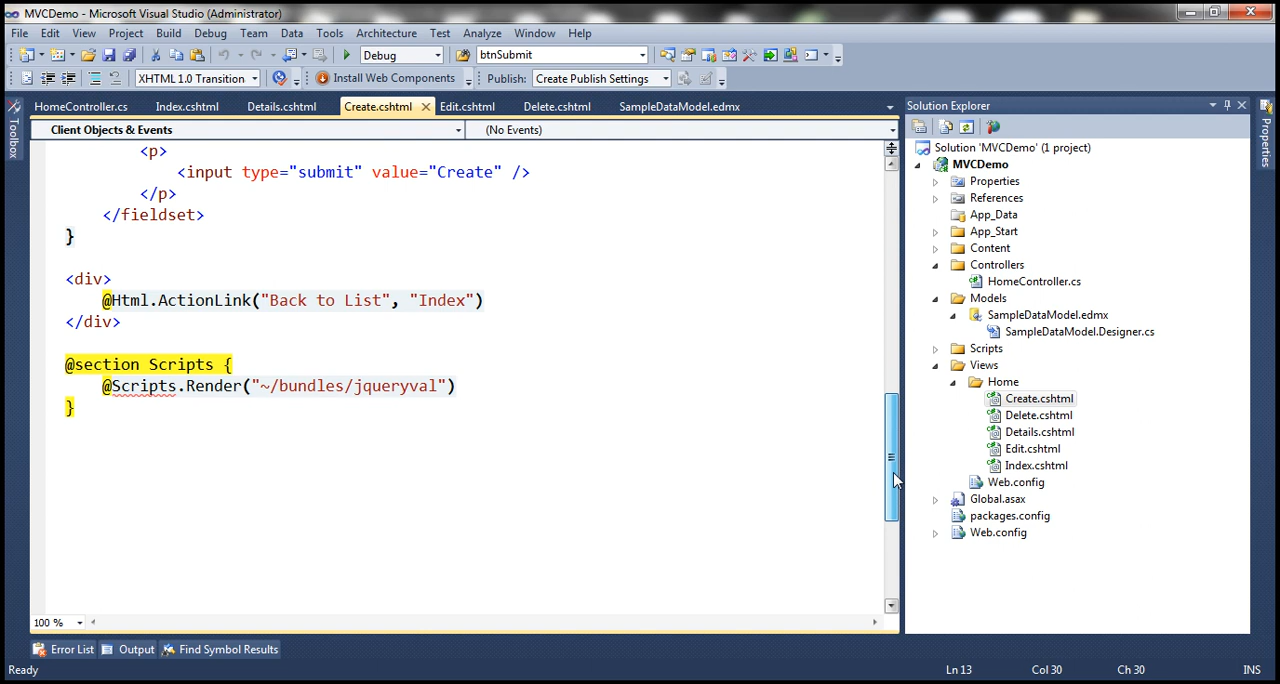 MVCDemo - Microsoft Visual Studio (Administrator)
File Edit View Project Build Debug Team Data Tools Architecture Test Analyze Window Help
Debug btnSubmit
XHTML 1.0 Transition Install Web Components Publish: Create Publish Settings
HomeController.cs Index.cshtml Details.cshtml Create.cshtml Edit.cshtml Delete.cshtml SampleDataModel.edmx
Client Objects & Events (No Events)
<p>
<input type="submit" value="Create" />
</p>
</fieldset>
}
<div>
@Html.ActionLink("Back to List", "Index")
</div>
@section Scripts {
@Scripts.Render("~/bundles/jqueryval")
}
100 %
Toolbox
Solution Explorer
Solution 'MVCDemo' (1 project)
MVCDemo
Properties
References
App_Data
App_Start
Content
Controllers
HomeController.cs
Models
SampleDataModel.edmx
SampleDataModel.Designer.cs
Scripts
Views
Home
Create.cshtml
Delete.cshtml
Details.cshtml
Edit.cshtml
Index.cshtml
Web.config
Global.asax
packages.config
Web.config
Properties
Error List Output Find Symbol Results
Ready Ln 13 Col 30 Ch 30 INS